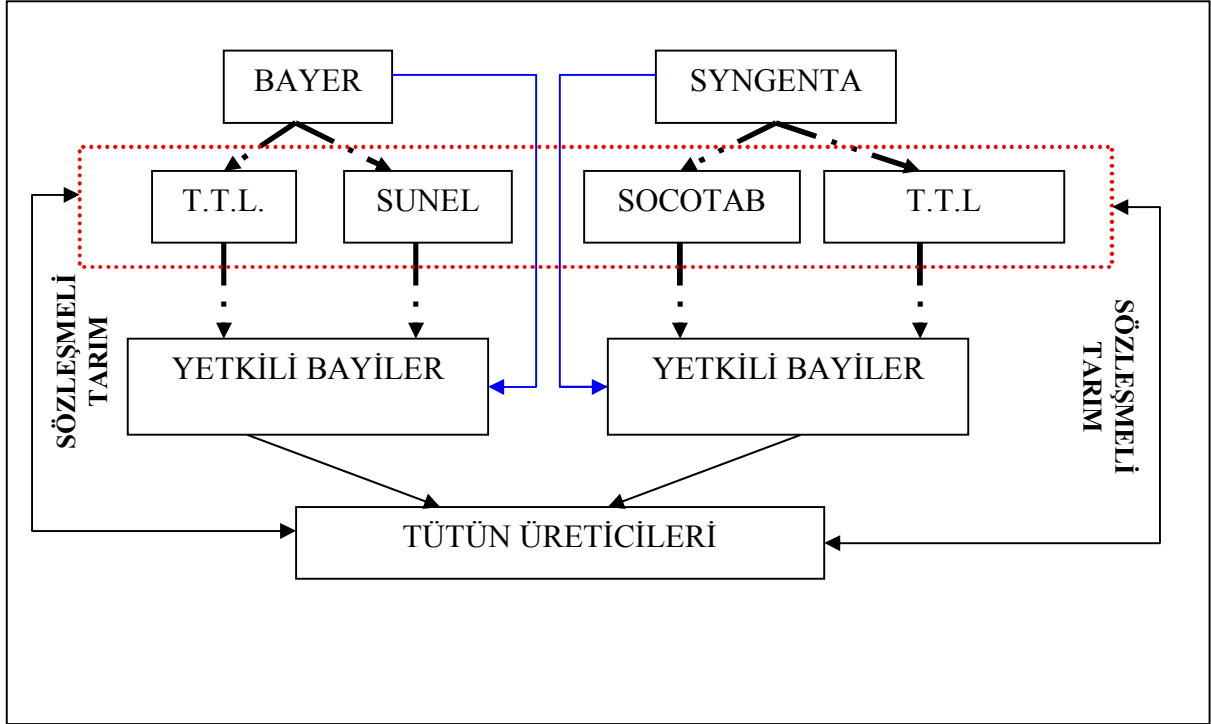 BAYER
SYNGENTA
T.T.L.
SUNEL
SOCOTAB
T.T.L
SÖZLEŞMELİ
TARIM
YETKİLİ BAYİLER
YETKİLİ BAYİLER
SÖZLEŞMELİ
TARIM
TÜTÜN ÜRETİCİLERİ